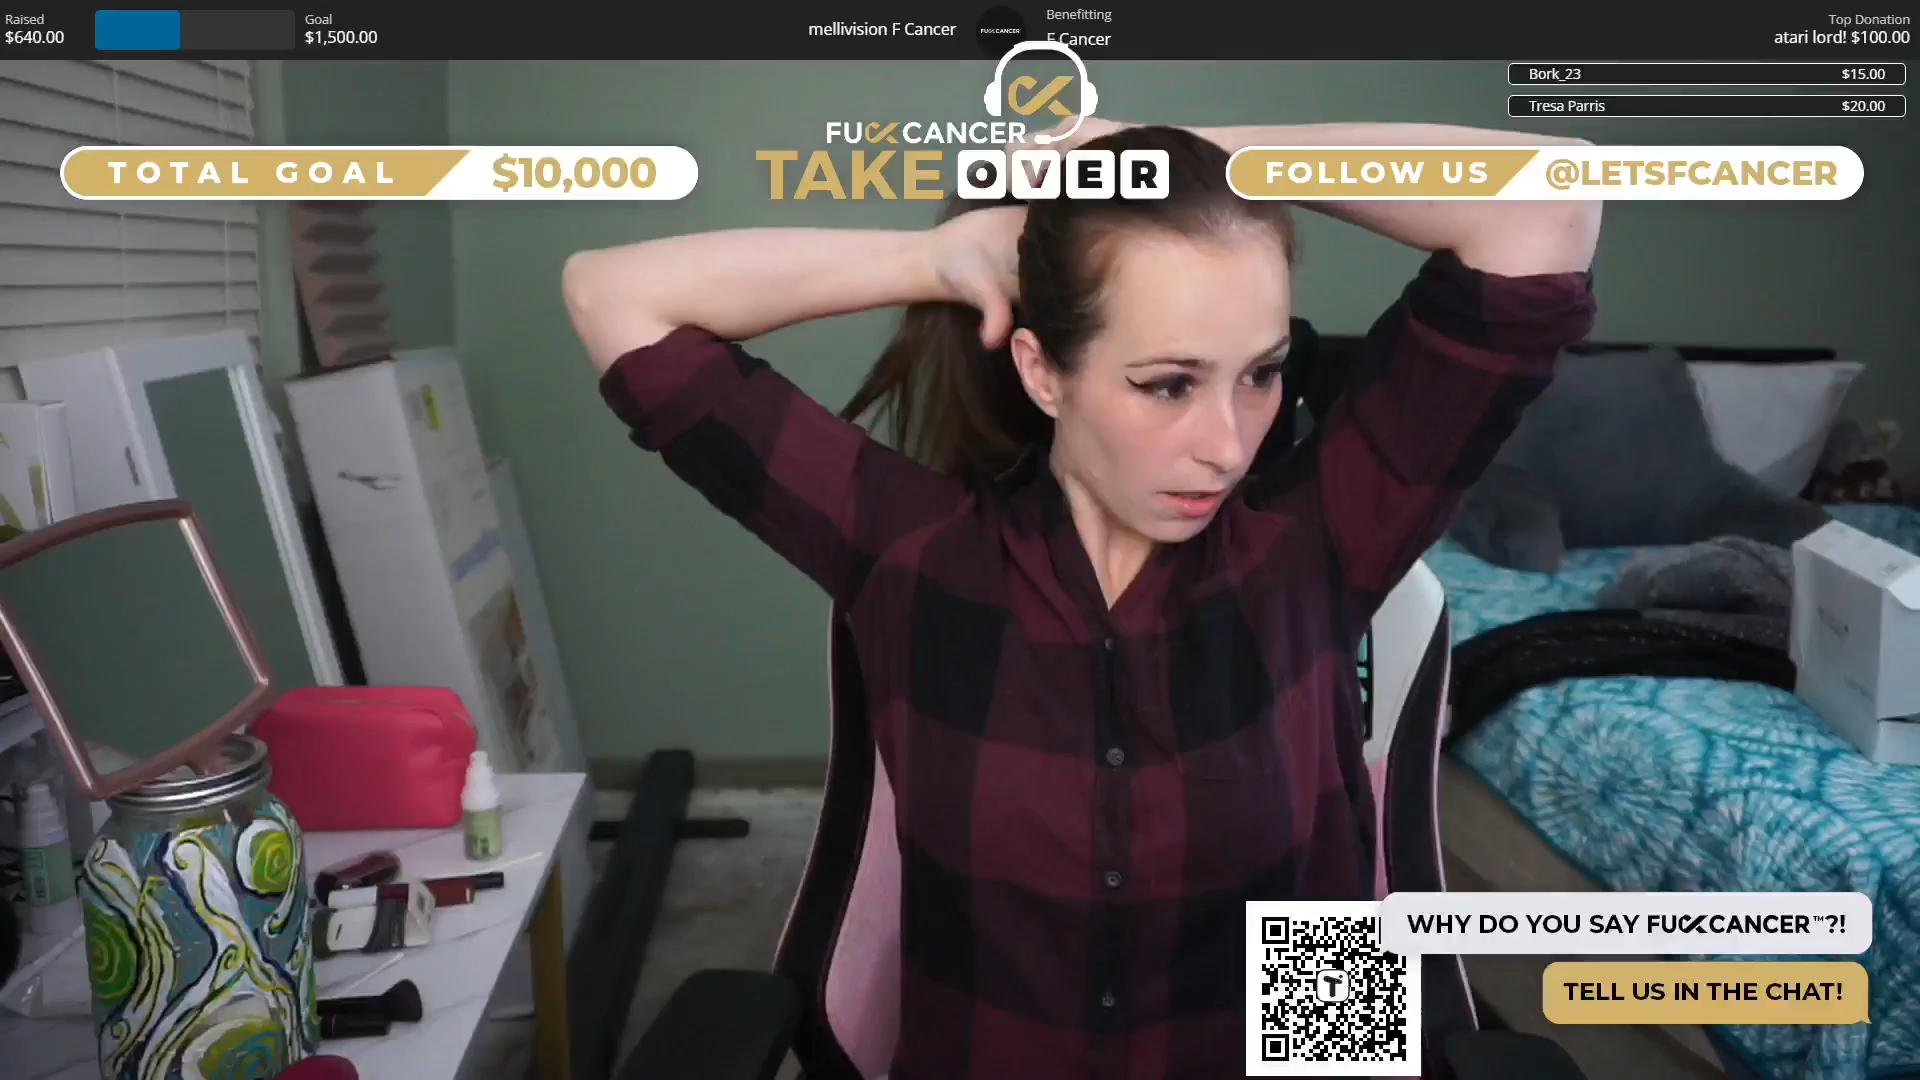 Raised
$640.00
Goal
$1,500.00
mellivision F Cancer
FUCKCANCER
Benefitting
F Cancer
Top Donation
atari lord! $100.00
Bork_23 $15.00
Tresa Parris $20.00
FUCKCANCER
TAKEOVER
TOTAL GOAL $10,000
FOLLOW US @LETSFCANCER
WHY DO YOU SAY FUCKCANCER™?!
TELL US IN THE CHAT!
T